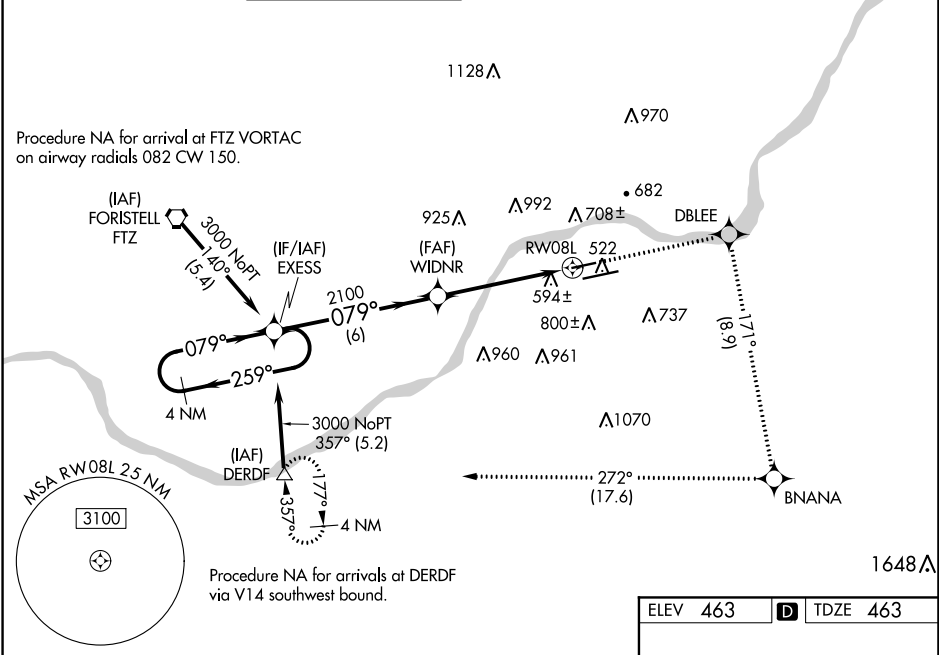 1128
970
Procedure NA for arrival at FTZ VORTAC
on airway radials 082 CW 150.
682
(IAF)
FORISTELL
FTZ
992
925
708±
DBLEE
3000 NoPT
140°
(5.4)
(IF/IAF)
EXESS
(FAF)
WIDNR
RW08L
522
2100
079°
(6)
594±
800±
737
171°
(8.9)
079°
259°
960
961
4 NM
3000 NoPT
357° (5.2)
1070
(IAF)
DERDF
177°
357°
4 NM
272°
(17.6)
BNANA
MSA RW08L 25 NM
3100
Procedure NA for arrivals at DERDF
via V14 southwest bound.
1648
ELEV 463 D TDZE 463